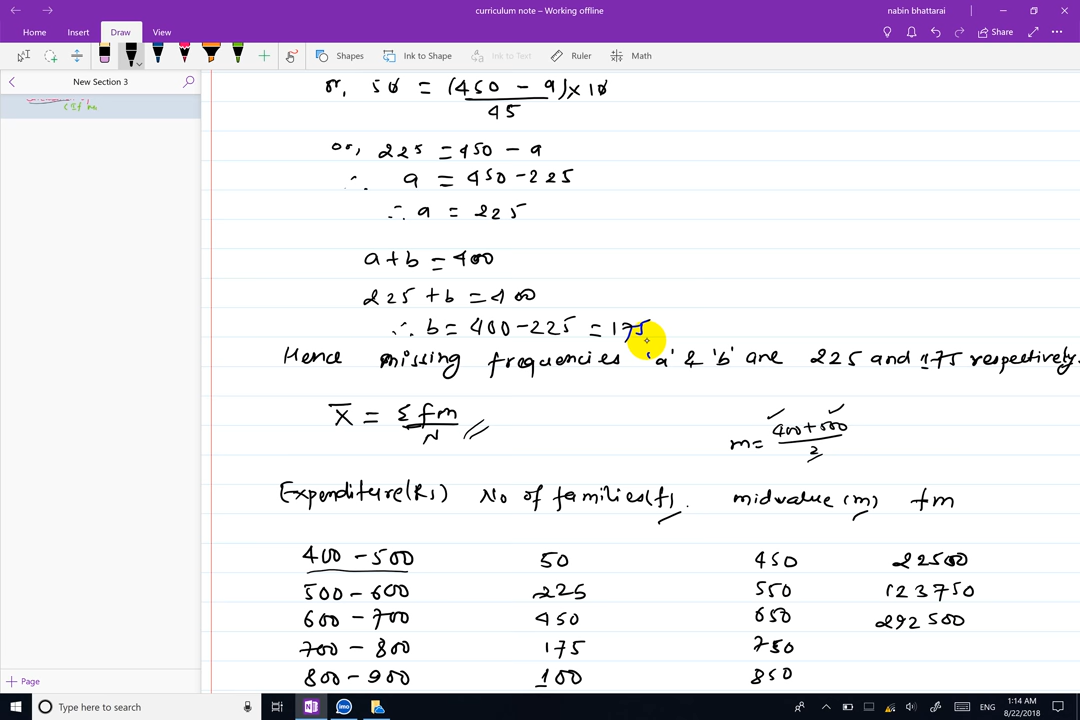 curriculum note – Working offline
nabin bhattarai
Home Insert Draw View
Share
Shapes Ink to Shape Ink to Text Ruler Math
New Section 3
or, 50 = (450 - a) × 10
45
or, 225 = 450 - a
∴ a = 450 - 225
∴ a = 225
a + b = 400
225 + b = 400
∴ b = 400 - 225 = 175
Hence missing frequencies 'a' & 'b' are 225 and 175 respectively.
X̄ = Σfm
N
m = 400 + 500
2
Expenditure(Rs) No of families(f). midvalue (m) fm
400 - 500 50 450 22500
500 - 600 225 550 123750
600 - 700 450 650 292500
700 - 800 175 750
800 - 900 100 850
Page
Type here to search
ENG
1:14 AM
8/22/2018